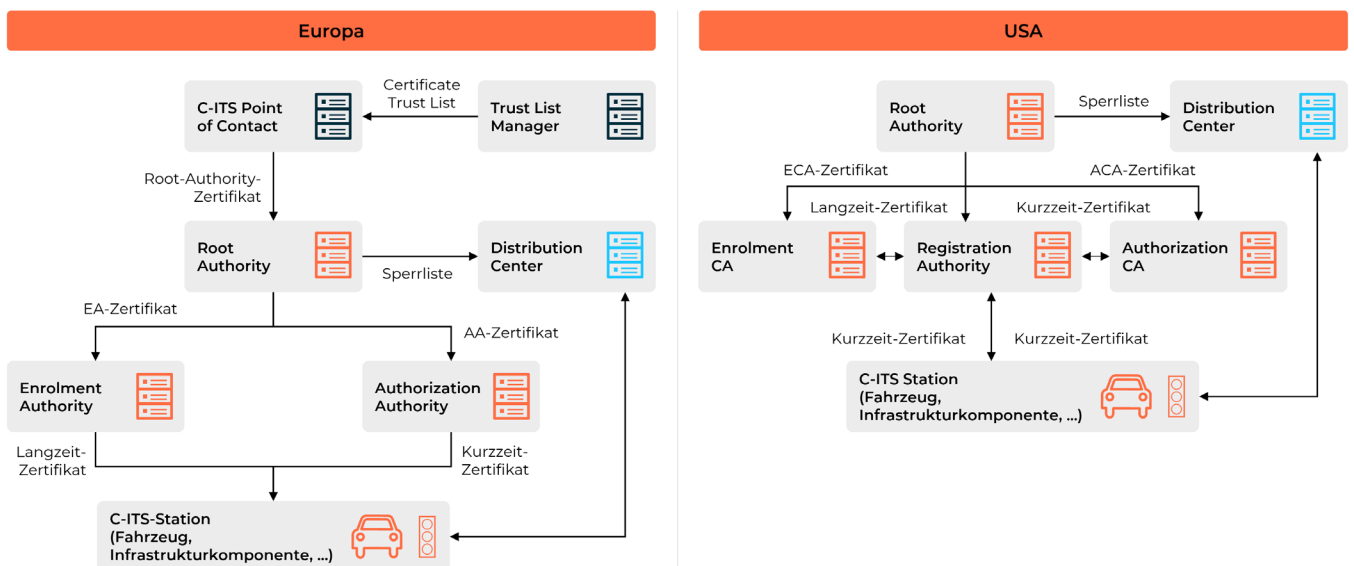 Europa
C-ITS Point
of Contact
Certificate
Trust List
Trust List
Manager
Root-Authority-
Zertifikat
Root
Authority
Sperrliste
Distribution
Center
EA-Zertifikat
AA-Zertifikat
Enrolment
Authority
Authorization
Authority
Langzeit-
Zertifikat
Kurzzeit-
Zertifikat
C-ITS-Station
(Fahrzeug,
Infrastrukturkomponente, ...)
USA
Root
Authority
Sperrliste
Distribution
Center
ECA-Zertifikat
ACA-Zertifikat
Langzeit-Zertifikat
Kurzzeit-Zertifikat
Enrolment
CA
Registration
Authority
Authorization
CA
Kurzzeit-Zertifikat
Kurzzeit-Zertifikat
C-ITS Station
(Fahrzeug,
Infrastrukturkomponente, ...)